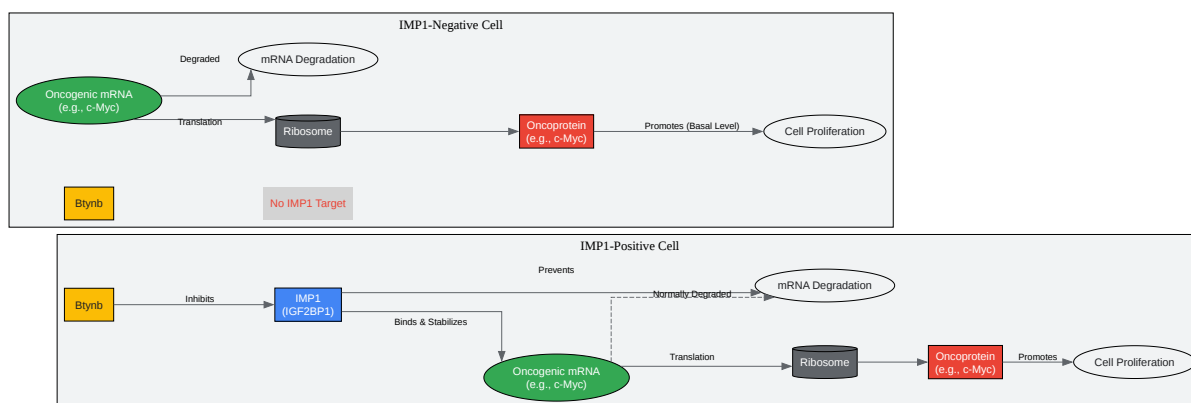 IMP1-Negative Cell
Degraded
mRNA Degradation
Oncogenic mRNA
(e.g., c-Myc)
Translation
Ribosome
Oncoprotein
(e.g., c-Myc)
Promotes (Basal Level)
Cell Proliferation
Btynb
No IMP1 Target
IMP1-Positive Cell
Prevents
mRNA Degradation
Normally Degraded
Btynb
Inhibits
IMP1
(IGF2BP1)
Binds & Stabilizes
Oncogenic mRNA
(e.g., c-Myc)
Translation
Ribosome
Oncoprotein
(e.g., c-Myc)
Promotes
Cell Proliferation